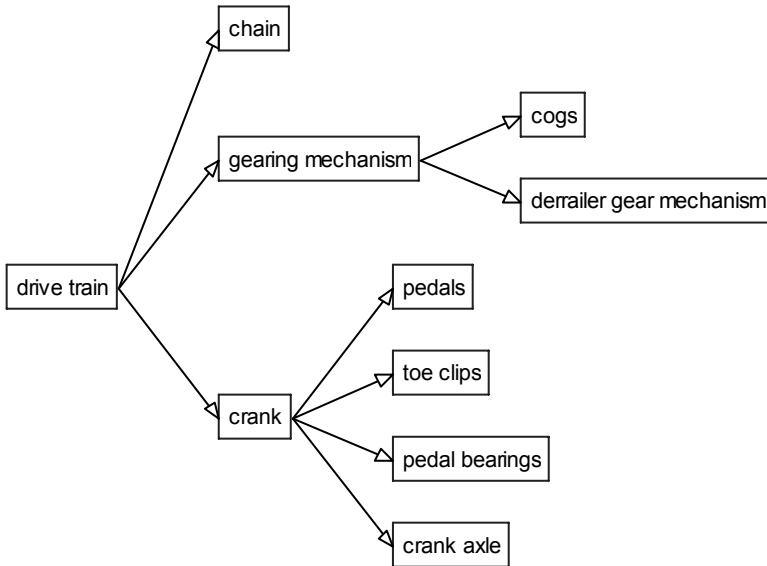 chain
cogs
gearing mechanism
derrailer gear mechanism
drive train
pedals
toe clips
crank
pedal bearings
crank axle